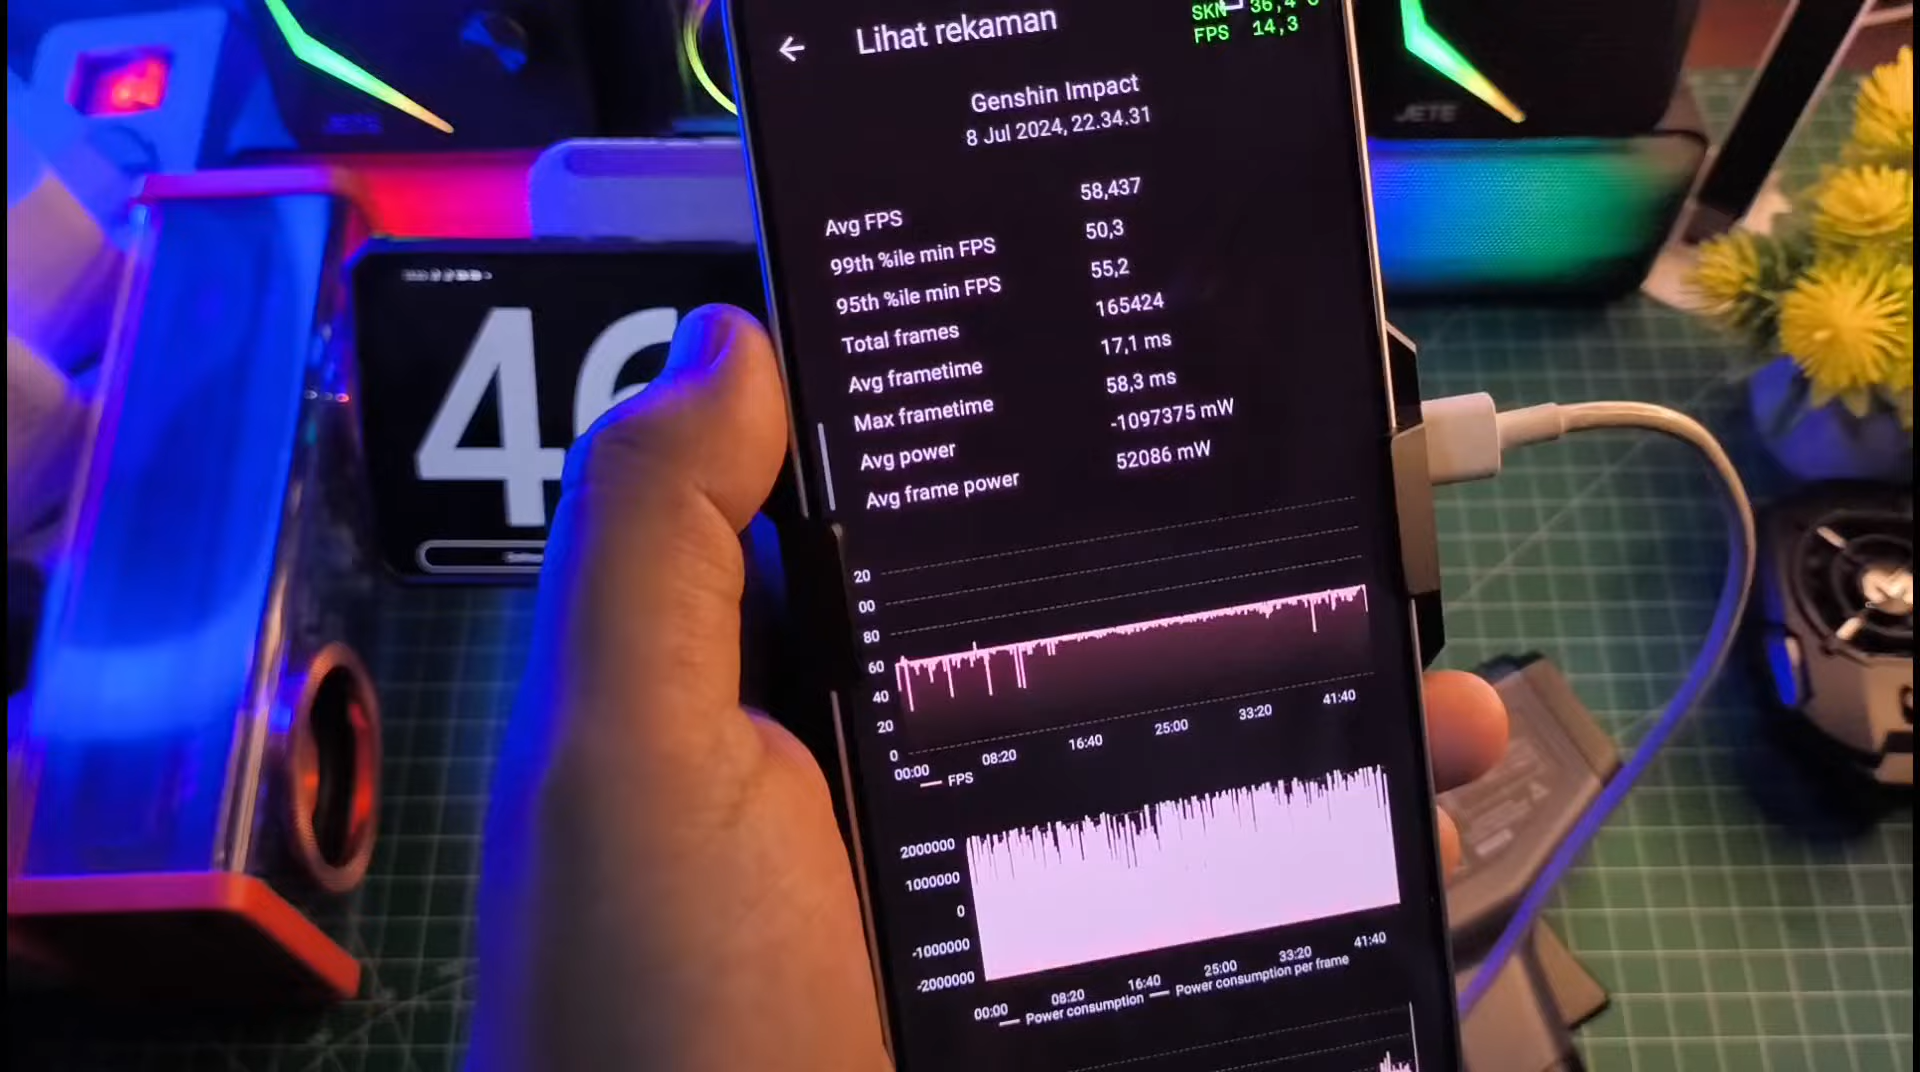 SKN 36,4°C
FPS 14,3
Lihat rekaman
Genshin Impact
8 Jul 2024, 22.34.31
Avg FPS 58,437
99th %ile min FPS 50,3
95th %ile min FPS 55,2
Total frames 165424
Avg frametime 17,1 ms
Max frametime 58,3 ms
Avg power -1097375 mW
Avg frame power 52086 mW
20
00
80
60
40
20
0
00:00 08:20 16:40 25:00 33:20 41:40
FPS
2000000
1000000
0
-1000000
-2000000
00:00 08:20 16:40 25:00 33:20 41:40
Power consumption Power consumption per frame
46
JETE
JETE